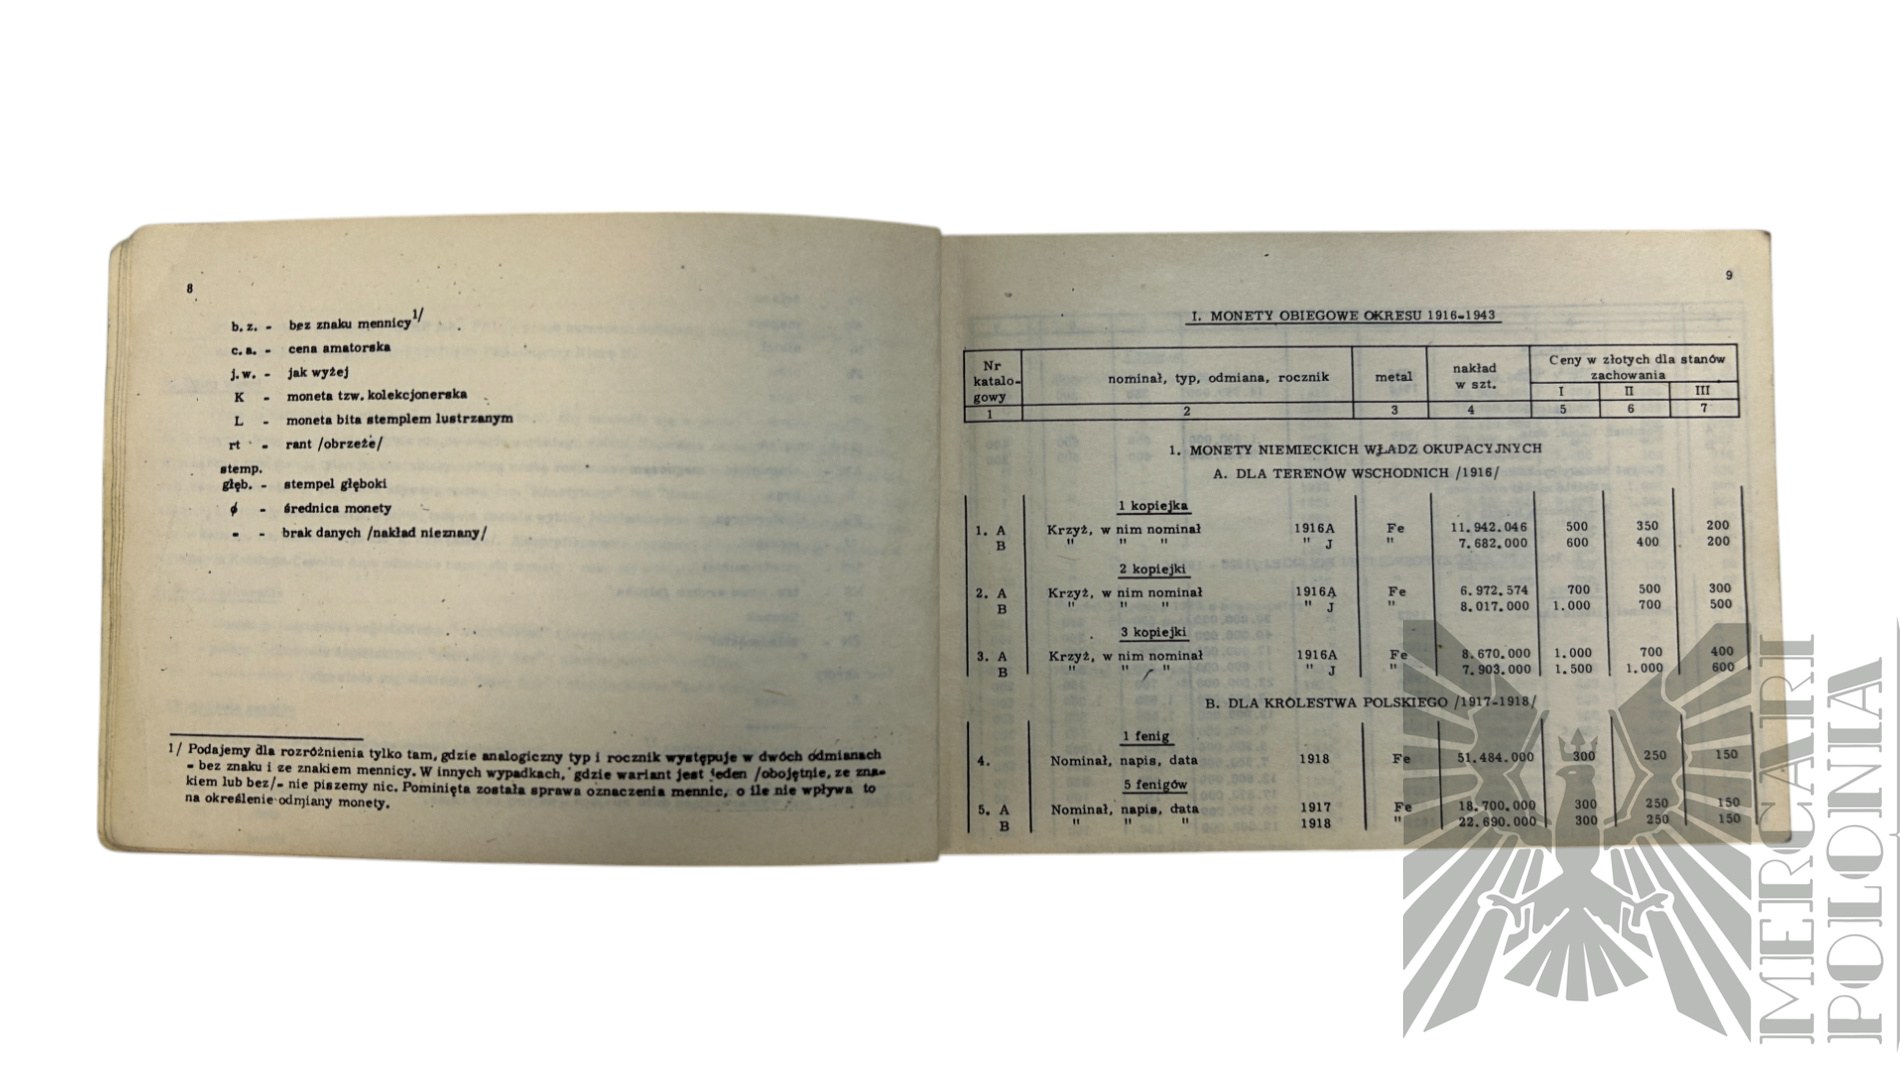 8
b. z. - bez znaku mennicy 1/
c. a. - cena amatorska
j. w. - jak wyżej
K - moneta tzw. kolekcjonerska
L - moneta bita stemplem lustrzanym
rt - rant /obrzeże/
stemp.
głęb. - stempel głęboki
ϕ - średnica monety
- - brak danych /nakład nieznany/
1/ Podajemy dla rozróżnienia tylko tam, gdzie analogiczny typ i rocznik występuje w dwóch odmianach
- bez znaku i ze znakiem mennicy. W innych wypadkach, gdzie wariant jest jeden /obojętnie, ze zna-
kiem lub bez/- nie piszemy nic. Pominięta została sprawa oznaczenia mennic, o ile nie wpływa to
na określenie odmiany monety.
9
I. MONETY OBIEGOWE OKRESU 1916-1943
Nr katalo- gowy nominał, typ, odmiana, rocznik metal nakład w szt. Ceny w złotych dla stanów zachowania
I II III
1 2 3 4 5 6 7
1. MONETY NIEMIECKICH WŁADZ OKUPACYJNYCH
A. DLA TERENÓW WSCHODNICH /1916/
1 kopiejka
1. A Krzyż, w nim nominał 1916A Fe 11.942.046 500 350 200
B " " " " J " 7.682.000 600 400 200
2 kopiejki
2. A Krzyż, w nim nominał 1916A Fe 6.972.574 700 500 300
B " " " " J " 8.017.000 1.000 700 500
3 kopiejki
3. A Krzyż, w nim nominał 1916A Fe 8.670.000 1.000 700 400
B " " " " J " 7.903.000 1.500 1.000 600
B. DLA KRÓLESTWA POLSKIEGO /1917-1918/
1 fenig
4. Nominał, napis, data 1918 Fe 51.484.000 300 250 150
5 fenigów
5. A Nominał, napis, data 1917 Fe 18.700.000 300 250 150
B " " " 1918 " 22.690.000 300 250 150
MERCARI
POLONIA